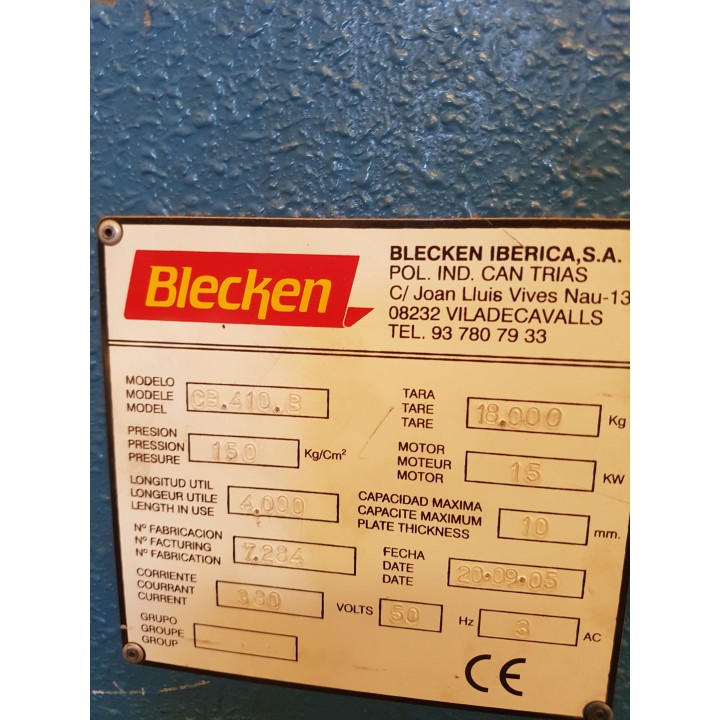 Blecken
BLECKEN IBERICA,S.A.
POL. IND. CAN TRIAS
C/ Joan Lluis Vives Nau-13
08232 VILADECAVALLS
TEL. 93 780 79 33
MODELO
MODELE
MODEL
CB.410.B
TARA
TARE
TARE
18.000 Kg
PRESION
PRESSION
PRESURE
150 Kg/Cm²
MOTOR
MOTEUR
MOTOR
15 KW
LONGITUD UTIL
LONGEUR UTILE
LENGTH IN USE
4.000
CAPACIDAD MAXIMA
CAPACITE MAXIMUM
PLATE THICKNESS
10 mm.
Nº FABRICACION
Nº FACTURING
Nº FABRICATION
7.284
FECHA
DATE
DATE
20.09.05
CORRIENTE
COURRANT
CURRENT
380 VOLTS 50 Hz 3 AC
GRUPO
GROUPE
GROUP
CE